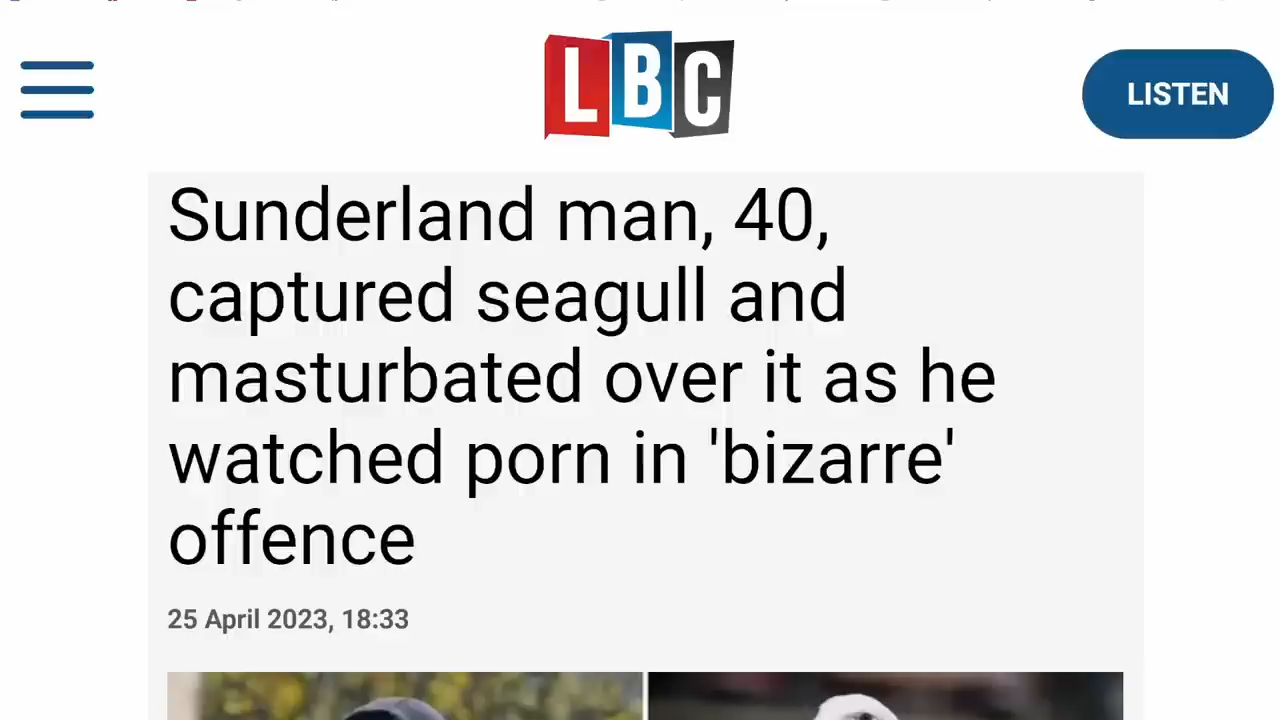 LBC
LISTEN
Sunderland man, 40,
captured seagull and
masturbated over it as he
watched porn in 'bizarre'
offence
25 April 2023, 18:33